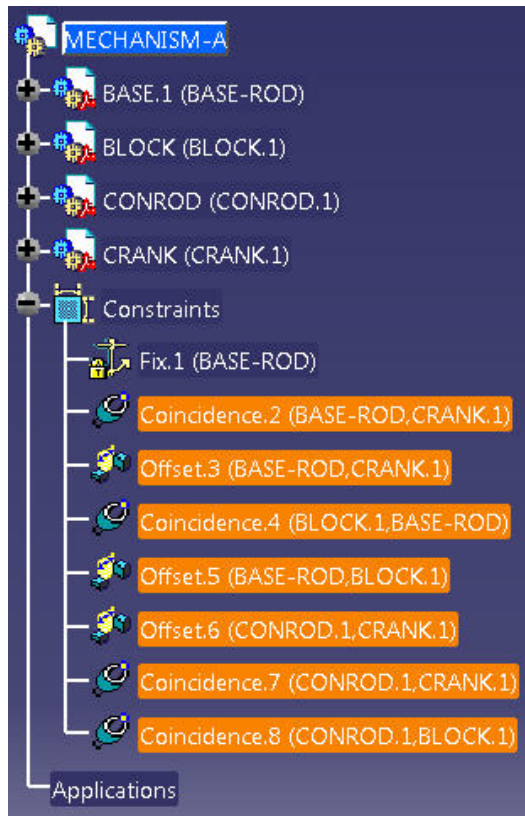 MECHANISM-A
BASE.1 (BASE-ROD)
BLOCK (BLOCK.1)
CONROD (CONROD.1)
CRANK (CRANK.1)
Constraints
Fix.1 (BASE-ROD)
Coincidence.2 (BASE-ROD,CRANK.1)
Offset.3 (BASE-ROD,CRANK.1)
Coincidence.4 (BLOCK.1,BASE-ROD)
Offset.5 (BASE-ROD,BLOCK.1)
Offset.6 (CONROD.1,CRANK.1)
Coincidence.7 (CONROD.1,CRANK.1)
Coincidence.8 (CONROD.1,BLOCK.1)
Applications